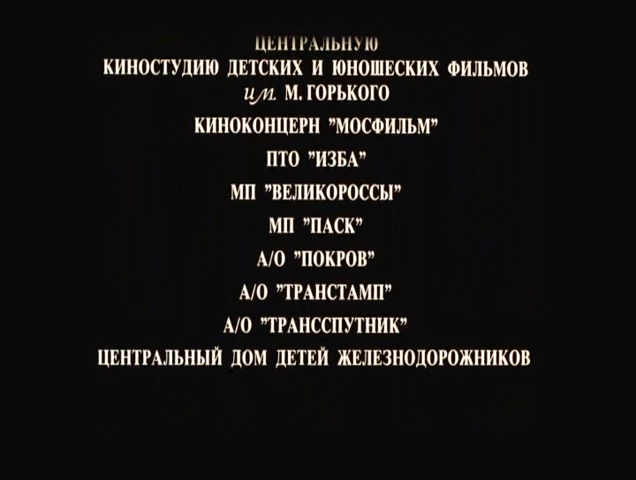 ЦЕНТРАЛЬНУЮ
КИНОСТУДИЮ ДЕТСКИХ И ЮНОШЕСКИХ ФИЛЬМОВ
им. М. ГОРЬКОГО
КИНОКОНЦЕРН "МОСФИЛЬМ"
ПТО "ИЗБА"
МП "ВЕЛИКОРОССЫ"
МП "ПАСК"
А/О "ПОКРОВ"
А/О "ТРАНСТАМП"
А/О "ТРАНССПУТНИК"
ЦЕНТРАЛЬНЫЙ ДОМ ДЕТЕЙ ЖЕЛЕЗНОДОРОЖНИКОВ